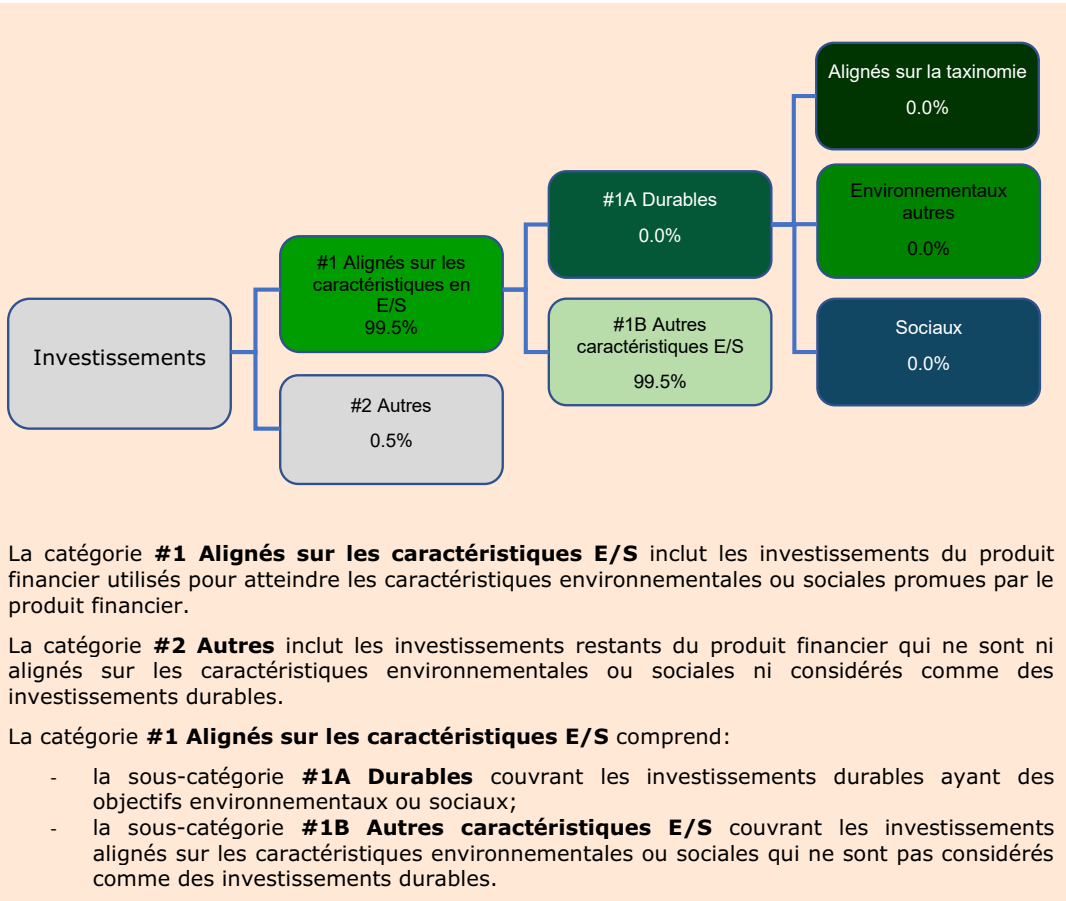 Investissements
#1 Alignés sur les
caractéristiques en
E/S
99.5%
#2 Autres
0.5%
#1A Durables
0.0%
#1B Autres
caractéristiques E/S
99.5%
Alignés sur la taxinomie
0.0%
Environnementaux
autres
0.0%
Sociaux
0.0%
La catégorie #1 Alignés sur les caractéristiques E/S inclut les investissements du produit
financier utilisés pour atteindre les caractéristiques environnementales ou sociales promues par le
produit financier.
La catégorie #2 Autres inclut les investissements restants du produit financier qui ne sont ni
alignés sur les caractéristiques environnementales ou sociales ni considérés comme des
investissements durables.
La catégorie #1 Alignés sur les caractéristiques E/S comprend:
- la sous-catégorie #1A Durables couvrant les investissements durables ayant des
objectifs environnementaux ou sociaux;
- la sous-catégorie #1B Autres caractéristiques E/S couvrant les investissements
alignés sur les caractéristiques environnementales ou sociales qui ne sont pas considérés
comme des investissements durables.